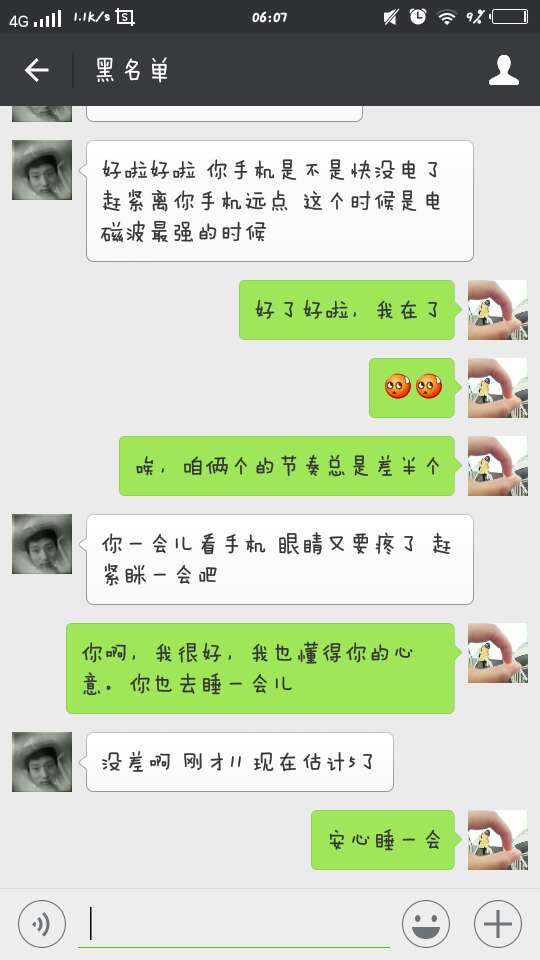 4G 1.1K/s 06:07 9%
黑名单
好啦好啦 你手机是不是快没电了
赶紧离你手机远点 这个时候是电
磁波最强的时候
好了好啦，我在了
唉，咱俩个的节奏总是差半个
你一会儿看手机 眼睛又要疼了 赶
紧眯一会吧
你啊，我很好，我也懂得你的心
意。你也去睡一会儿
没差啊 刚才11 现在估计5了
安心睡一会